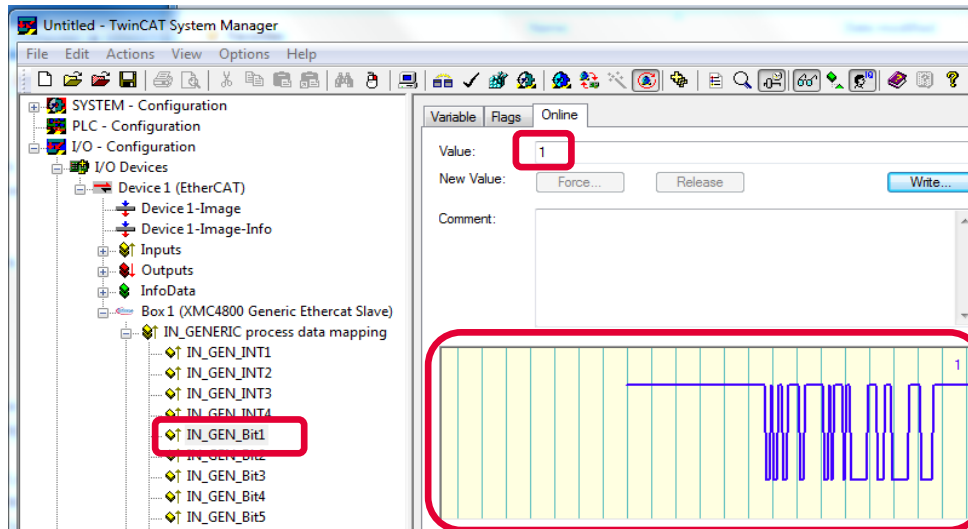 Untitled - TwinCAT System Manager
File Edit Actions View Options Help
SYSTEM - Configuration
PLC - Configuration
I/O - Configuration
I/O Devices
Device 1 (EtherCAT)
Device 1-Image
Device 1-Image-Info
Inputs
Outputs
InfoData
Box 1 (XMC4800 Generic Ethercat Slave)
IN_GENERIC process data mapping
IN_GEN_INT1
IN_GEN_INT2
IN_GEN_INT3
IN_GEN_INT4
IN_GEN_Bit1
IN_GEN_Bit2
IN_GEN_Bit3
IN_GEN_Bit4
IN_GEN_Bit5
Variable Flags Online
Value: 1
New Value: Force... Release Write...
Comment:
1